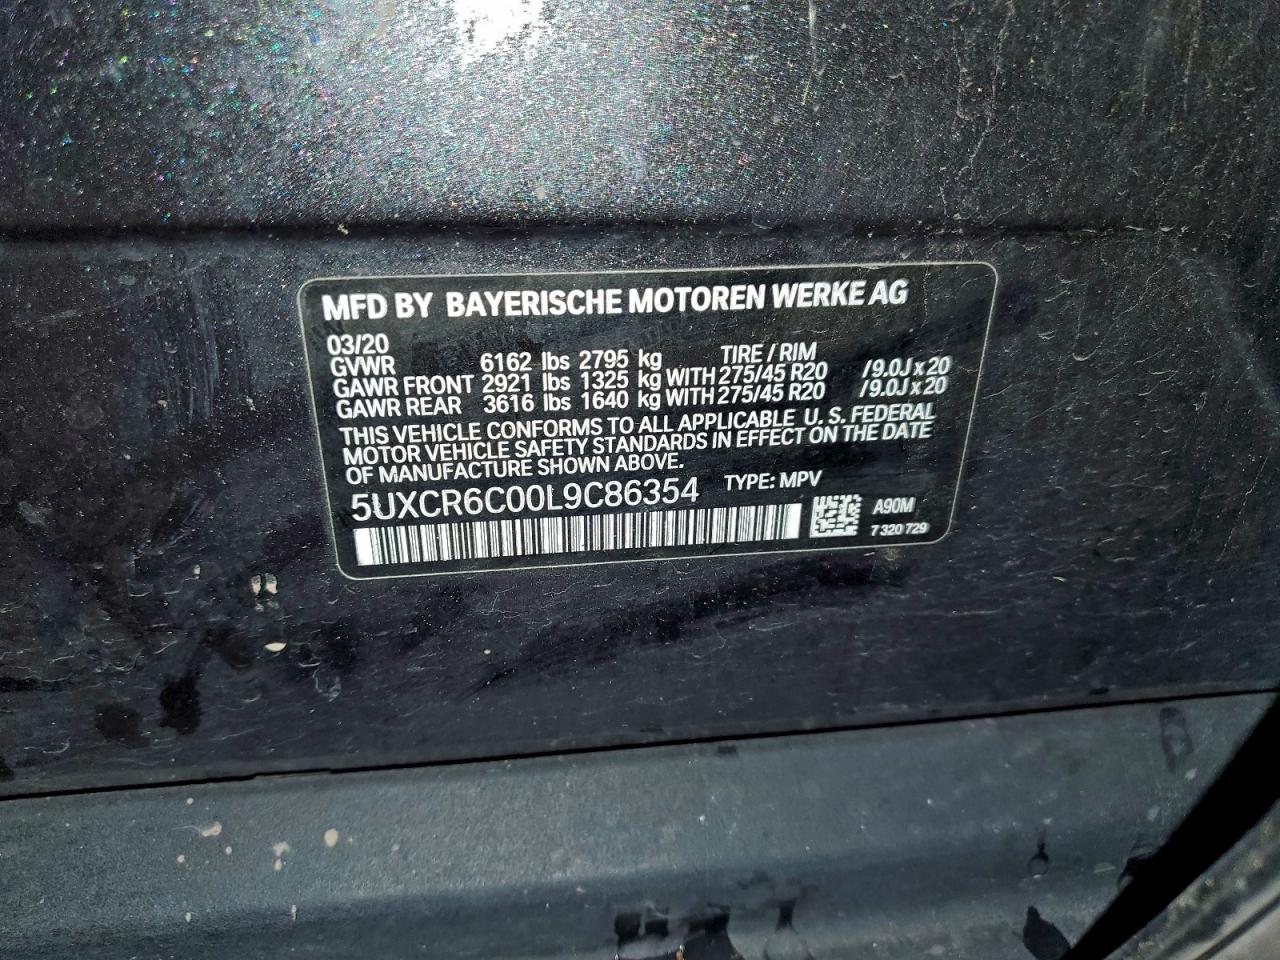 MFD BY BAYERISCHE MOTOREN WERKE AG
03/20
GVWR 6162 lbs 2795 kg TIRE / RIM
GAWR FRONT 2921 lbs 1325 kg WITH 275/45 R20 /9.0J x 20
GAWR REAR 3616 lbs 1640 kg WITH 275/45 R20 /9.0J x 20
THIS VEHICLE CONFORMS TO ALL APPLICABLE U. S. FEDERAL
MOTOR VEHICLE SAFETY STANDARDS IN EFFECT ON THE DATE
OF MANUFACTURE SHOWN ABOVE.
5UXCR6C00L9C86354 TYPE: MPV
A90M
7 320 729